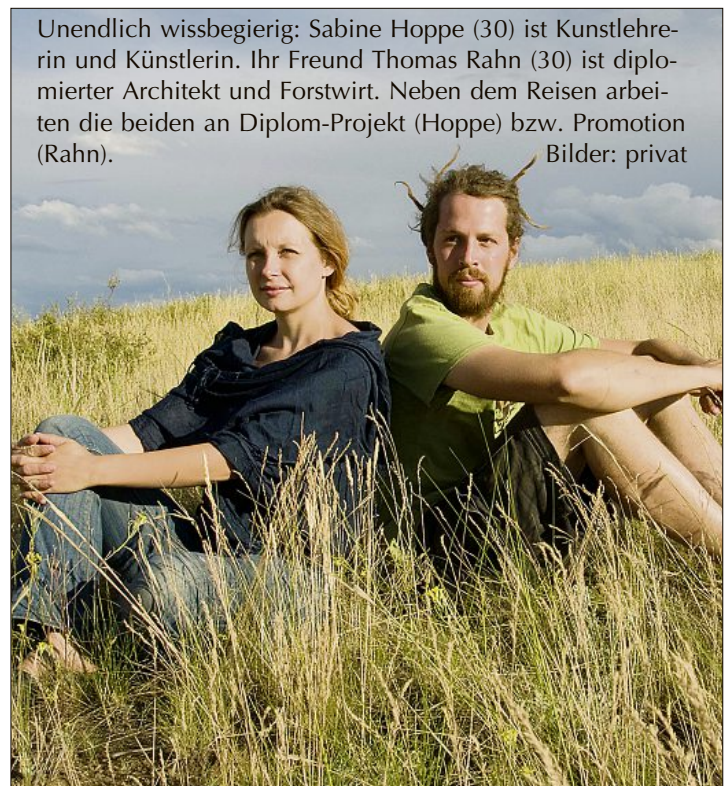 Unendlich wissbegierig: Sabine Hoppe (30) ist Kunstlehre-
rin und Künstlerin. Ihr Freund Thomas Rahn (30) ist diplo-
mierter Architekt und Forstwirt. Neben dem Reisen arbei-
ten die beiden an Diplom-Projekt (Hoppe) bzw. Promotion
(Rahn). Bilder: privat